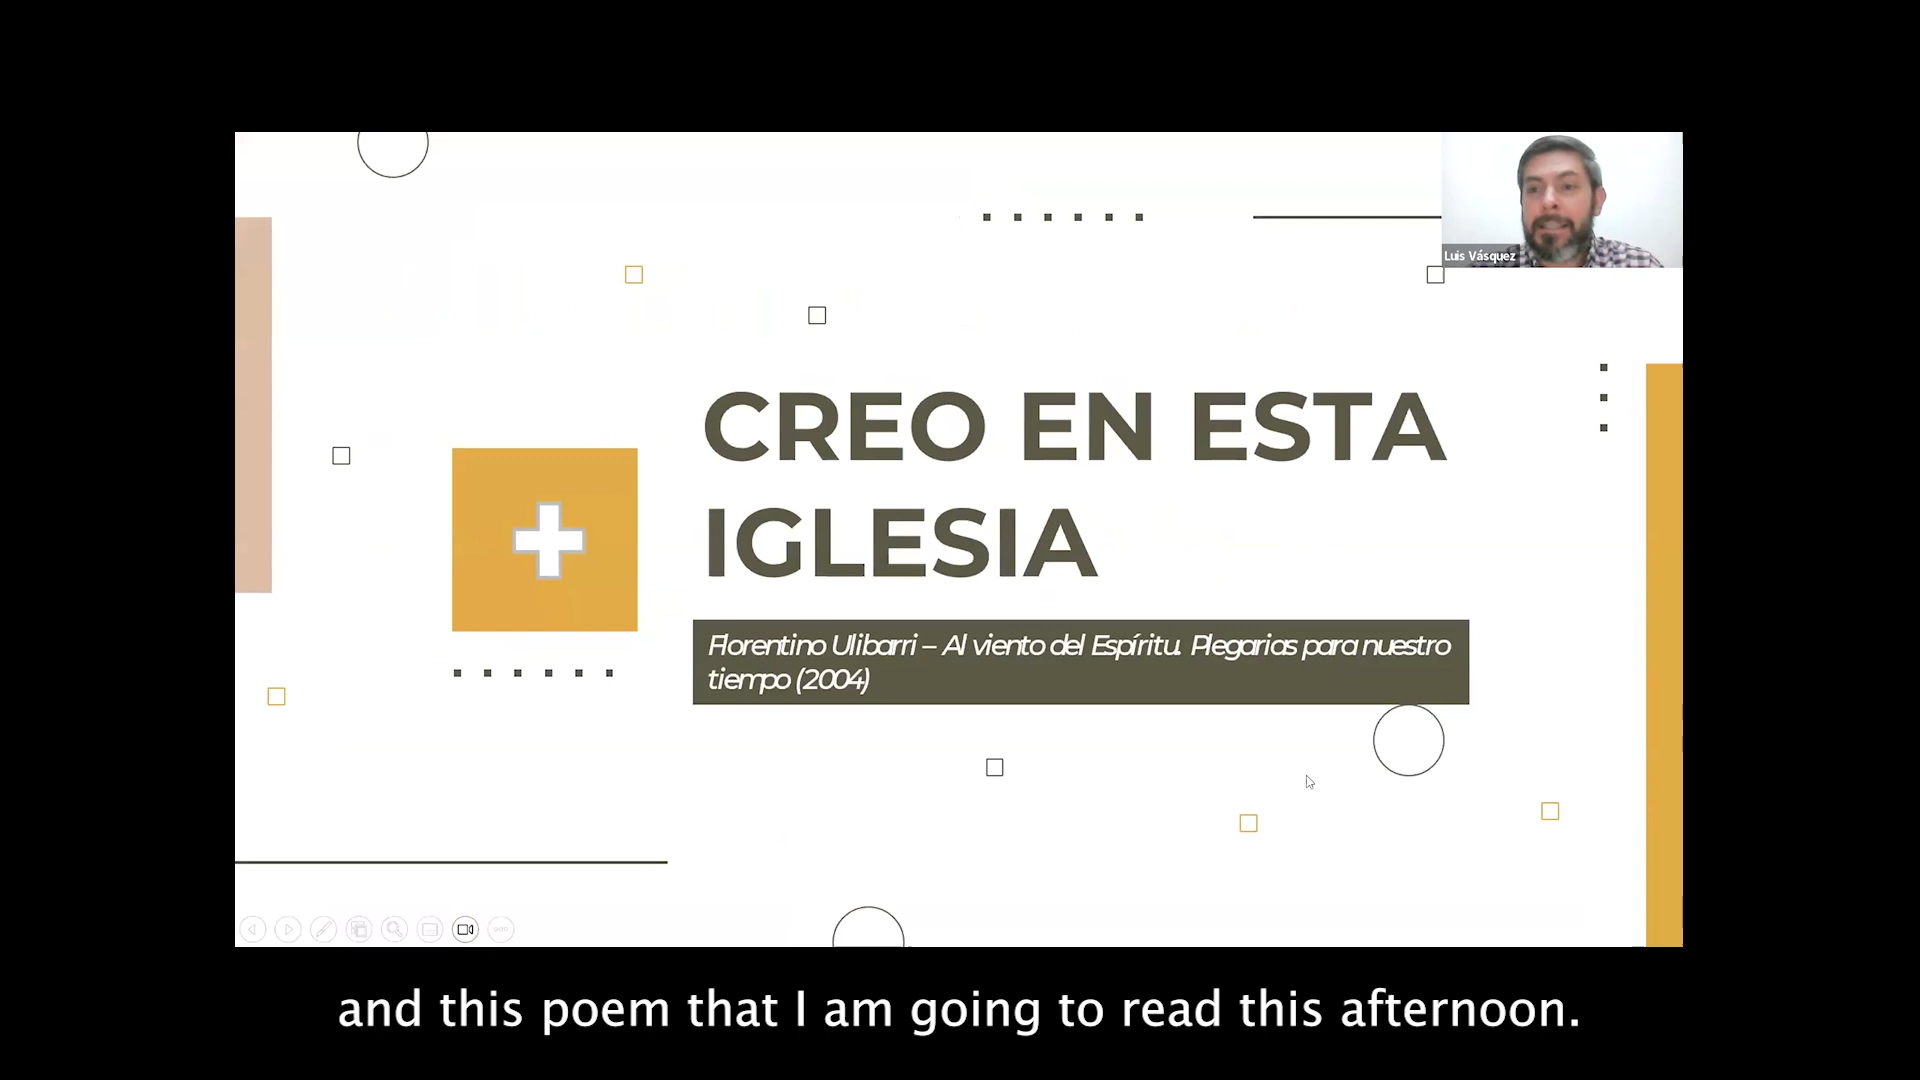 Luis Vásquez
CREO EN ESTA
IGLESIA
Florentino Ulibarri – Al viento del Espíritu. Plegarias para nuestro
tiempo (2004)
and this poem that I am going to read this afternoon.